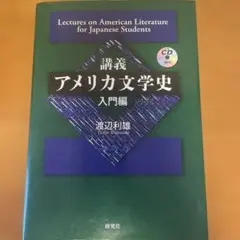 Lectures on American Literature
for Japanese Students
CD
講義
アメリカ文学史
入門編
渡辺利雄
研究社